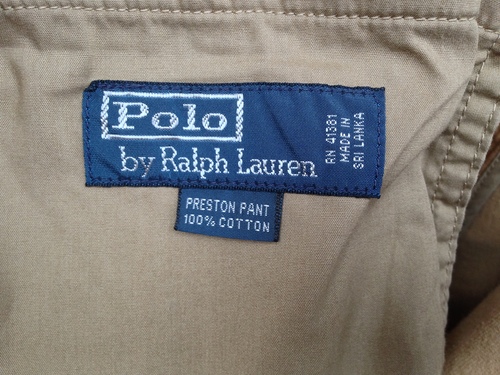 Polo
by Ralph Lauren
RN 41381
MADE IN
SRI LANKA
PRESTON PANT
100% COTTON